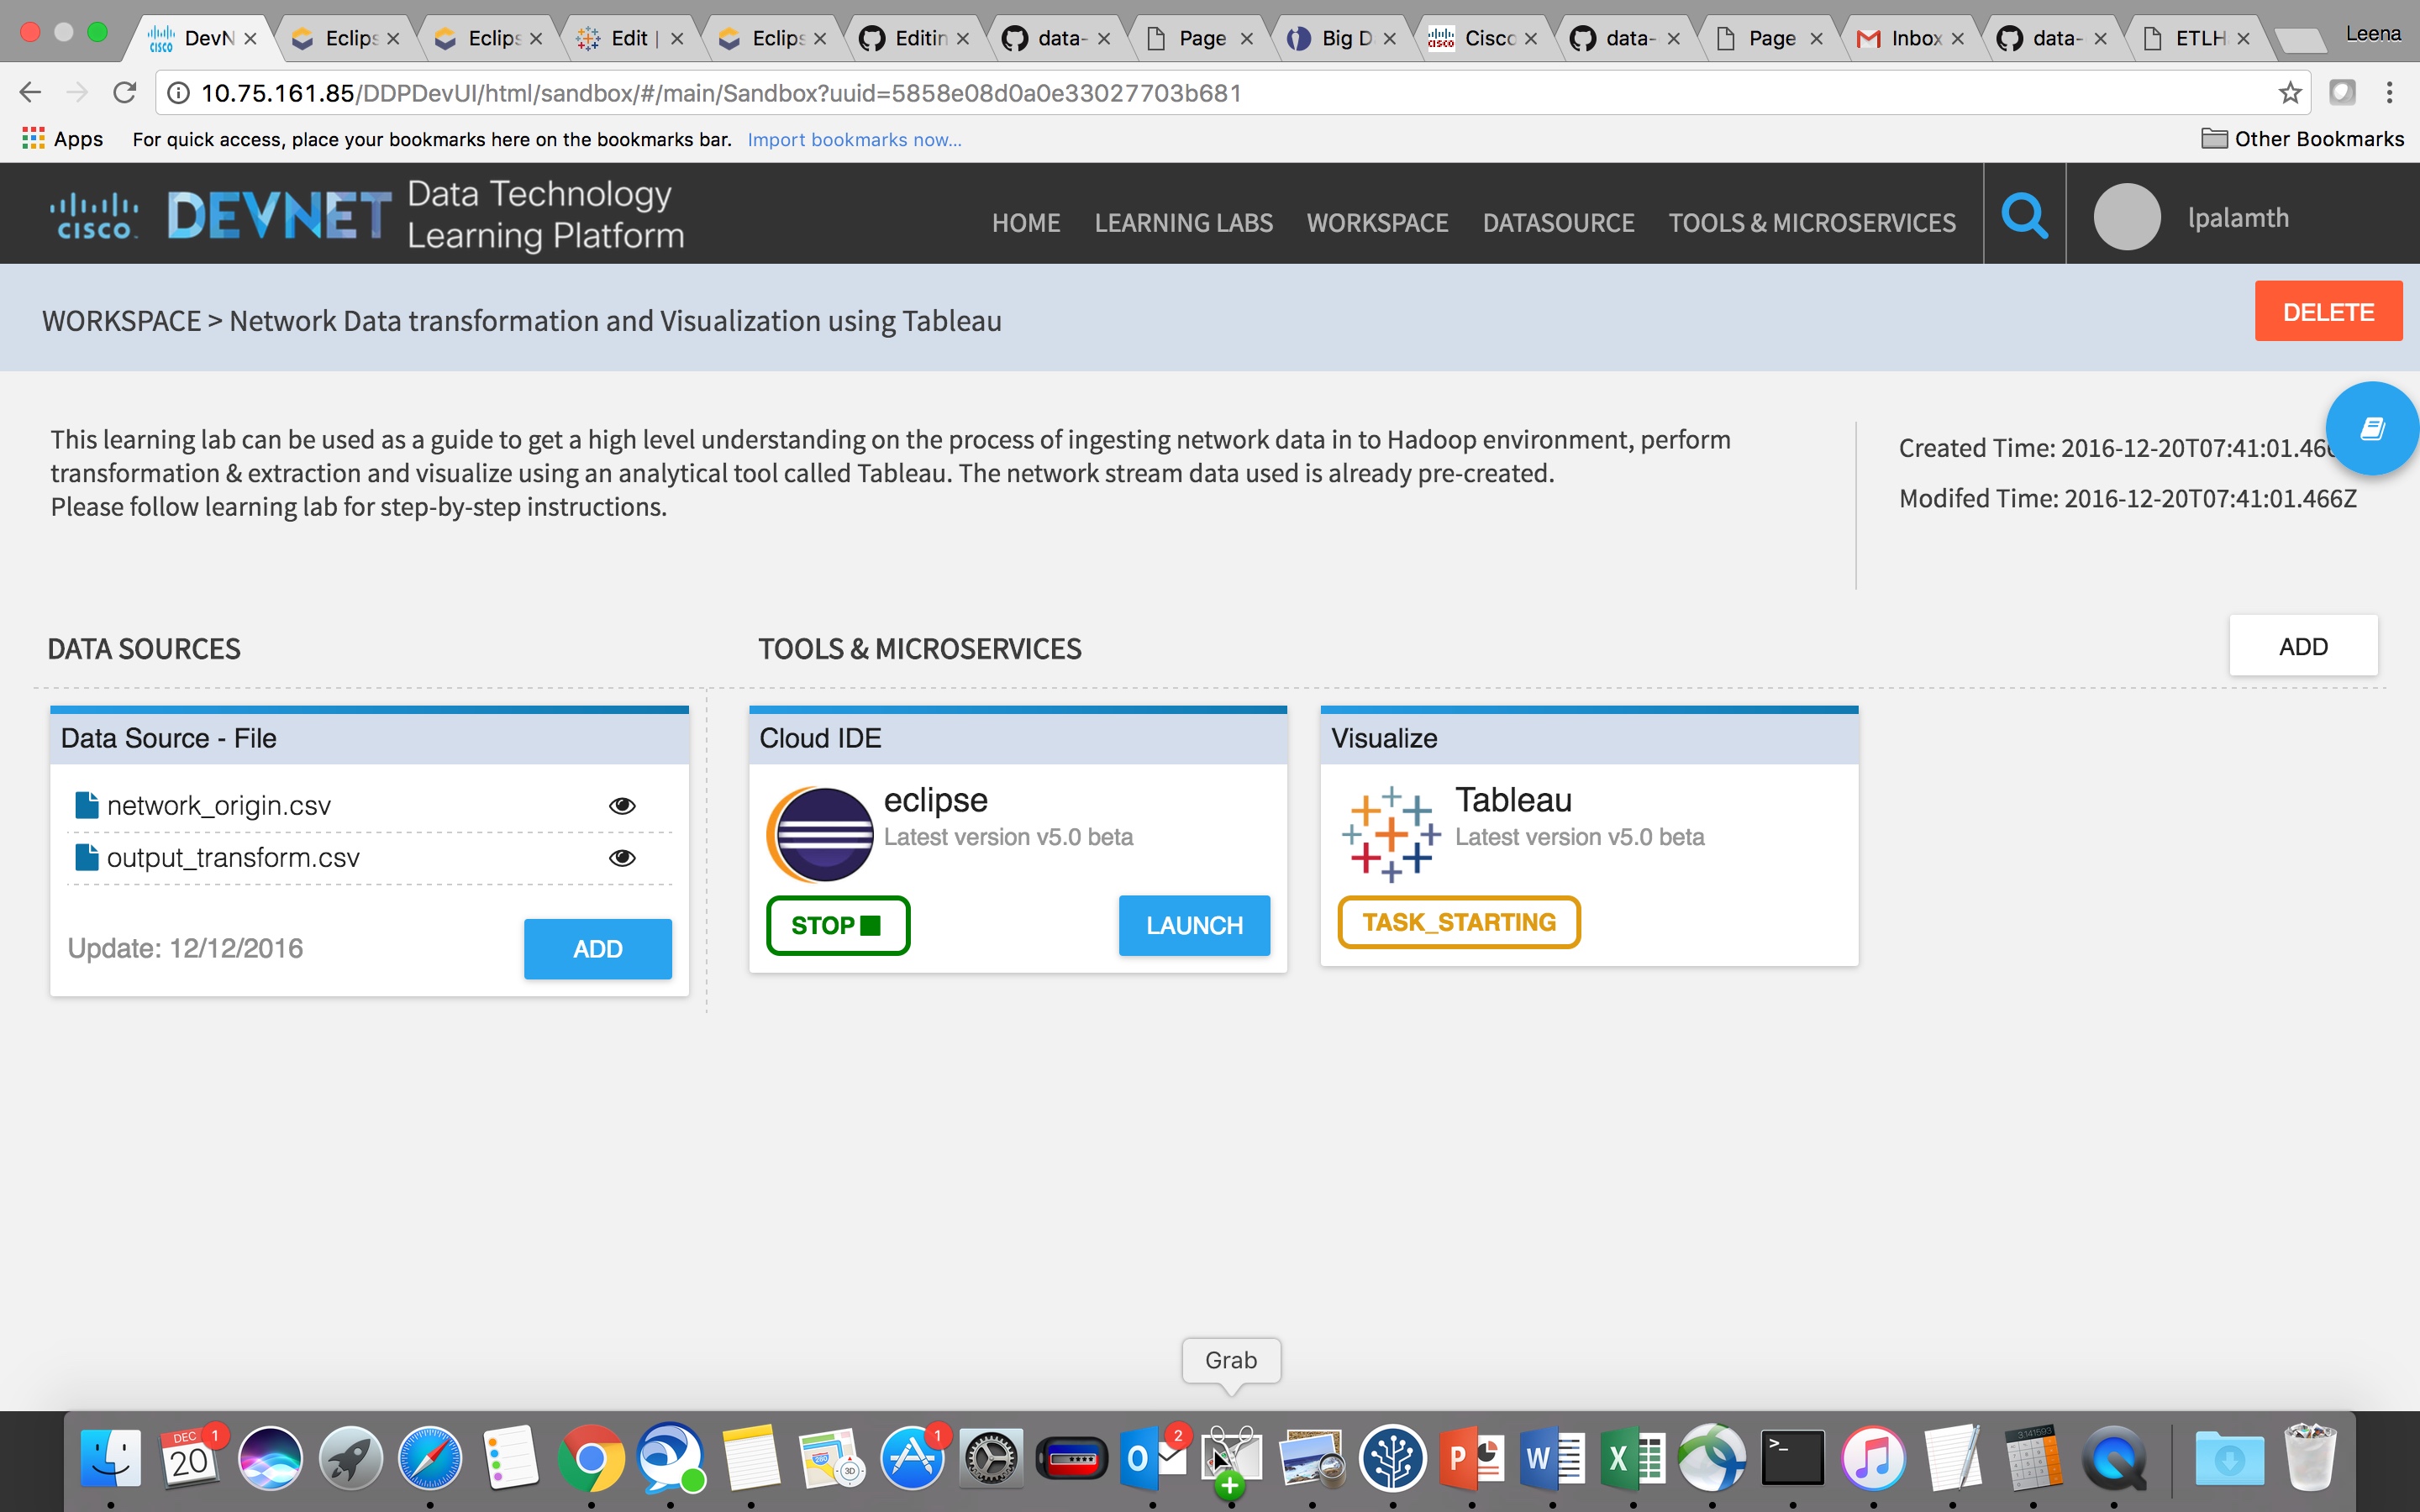 DevN
Eclips
Eclips
Edit |
Eclips
Editin
data-
Page
Big D
Cisco
data-
Page
Inbox
data-
ETLH
Leena
10.75.161.85/DDPDevUI/html/sandbox/#/main/Sandbox?uuid=5858e08d0a0e33027703b681
Apps
For quick access, place your bookmarks here on the bookmarks bar. Import bookmarks now...
Other Bookmarks
CISCO DEVNET
Data Technology
Learning Platform
HOME LEARNING LABS WORKSPACE DATASOURCE TOOLS & MICROSERVICES
lpalamth
WORKSPACE > Network Data transformation and Visualization using Tableau
DELETE
This learning lab can be used as a guide to get a high level understanding on the process of ingesting network data in to Hadoop environment, perform
transformation & extraction and visualize using an analytical tool called Tableau. The network stream data used is already pre-created.
Please follow learning lab for step-by-step instructions.
Created Time: 2016-12-20T07:41:01.466
Modifed Time: 2016-12-20T07:41:01.466Z
DATA SOURCES
TOOLS & MICROSERVICES
ADD
Data Source - File
network_origin.csv
output_transform.csv
Update: 12/12/2016
ADD
Cloud IDE
eclipse
Latest version v5.0 beta
STOP
LAUNCH
Visualize
Tableau
Latest version v5.0 beta
TASK_STARTING
Grab
DEC
20
1
1
2